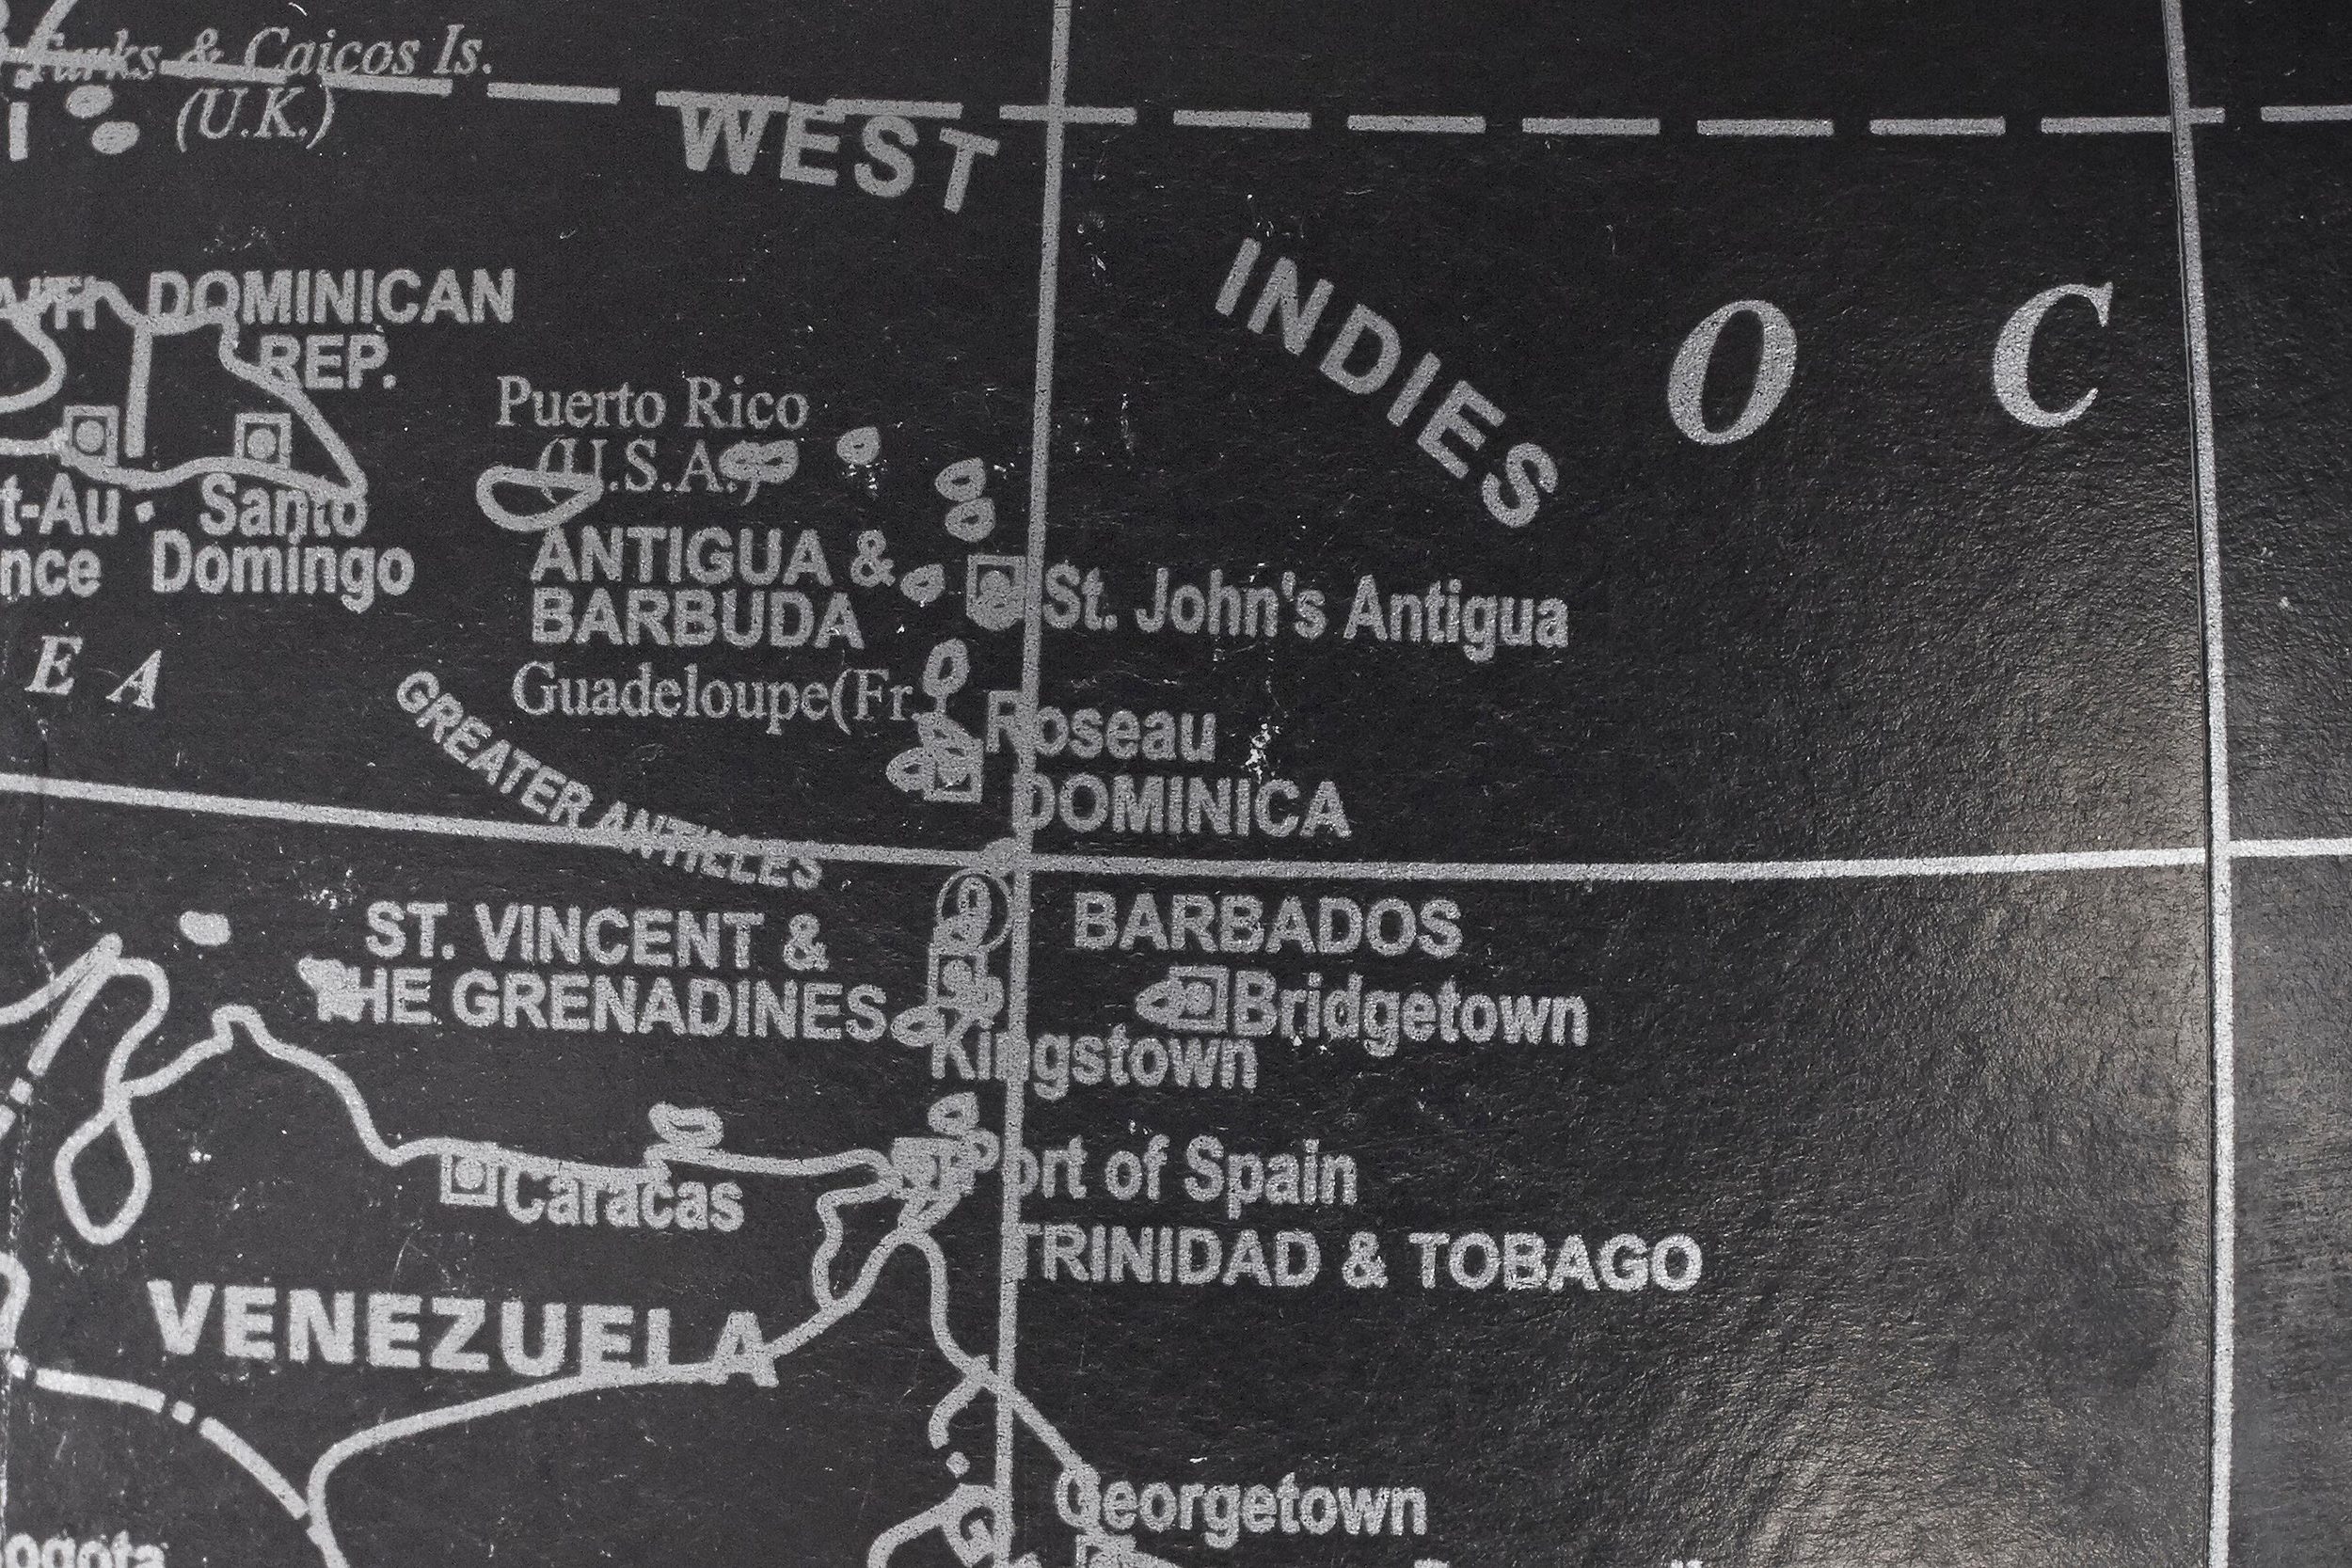 Turks & Caicos Is.
(U.K.)
WEST
INDIES
O C
DOMINICAN
REP.
Puerto Rico
(U.S.A.)
Santo
Domingo
ANTIGUA &
BARBUDA
St. John's Antigua
E A
Guadeloupe(Fr.
Roseau
DOMINICA
GREATER ANTILLES
ST. VINCENT &
THE GRENADINES
BARBADOS
Bridgetown
Kingstown
Caracas
Port of Spain
TRINIDAD & TOBAGO
VENEZUELA
Georgetown